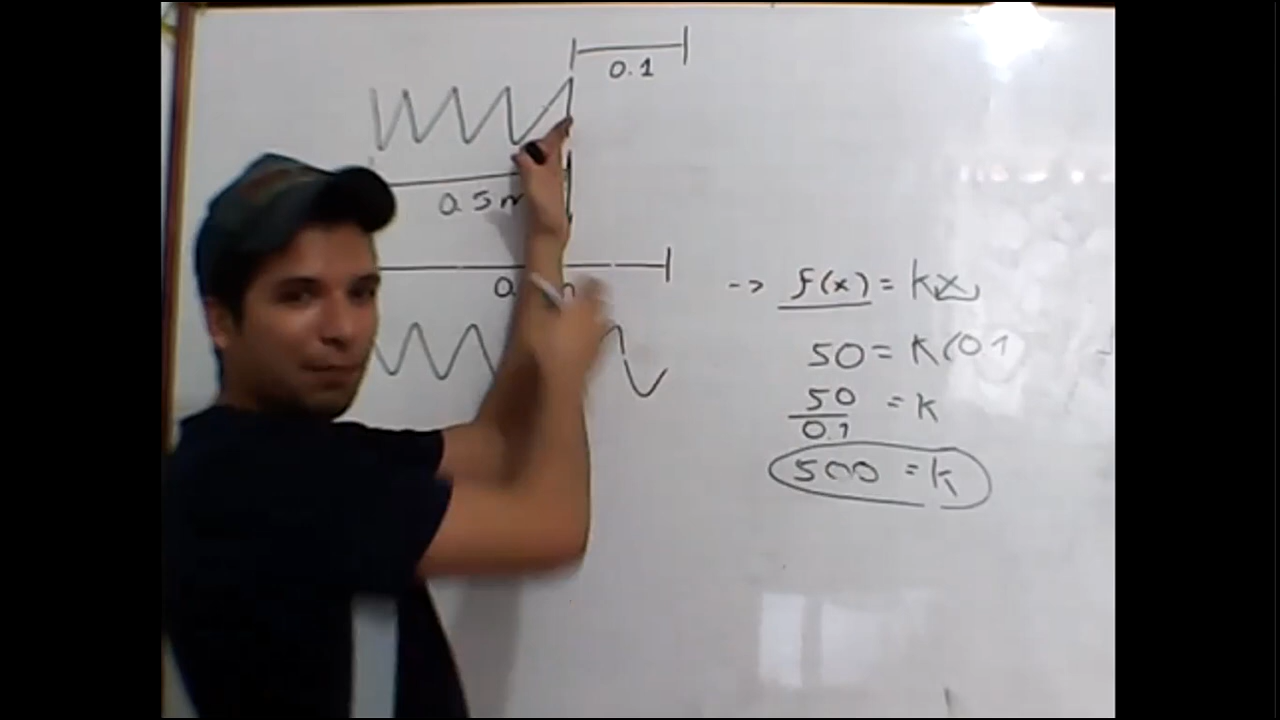 0.1
0.5
-> f(x) = kx
50 = K(0.1
50/0.1 = K
500 = k